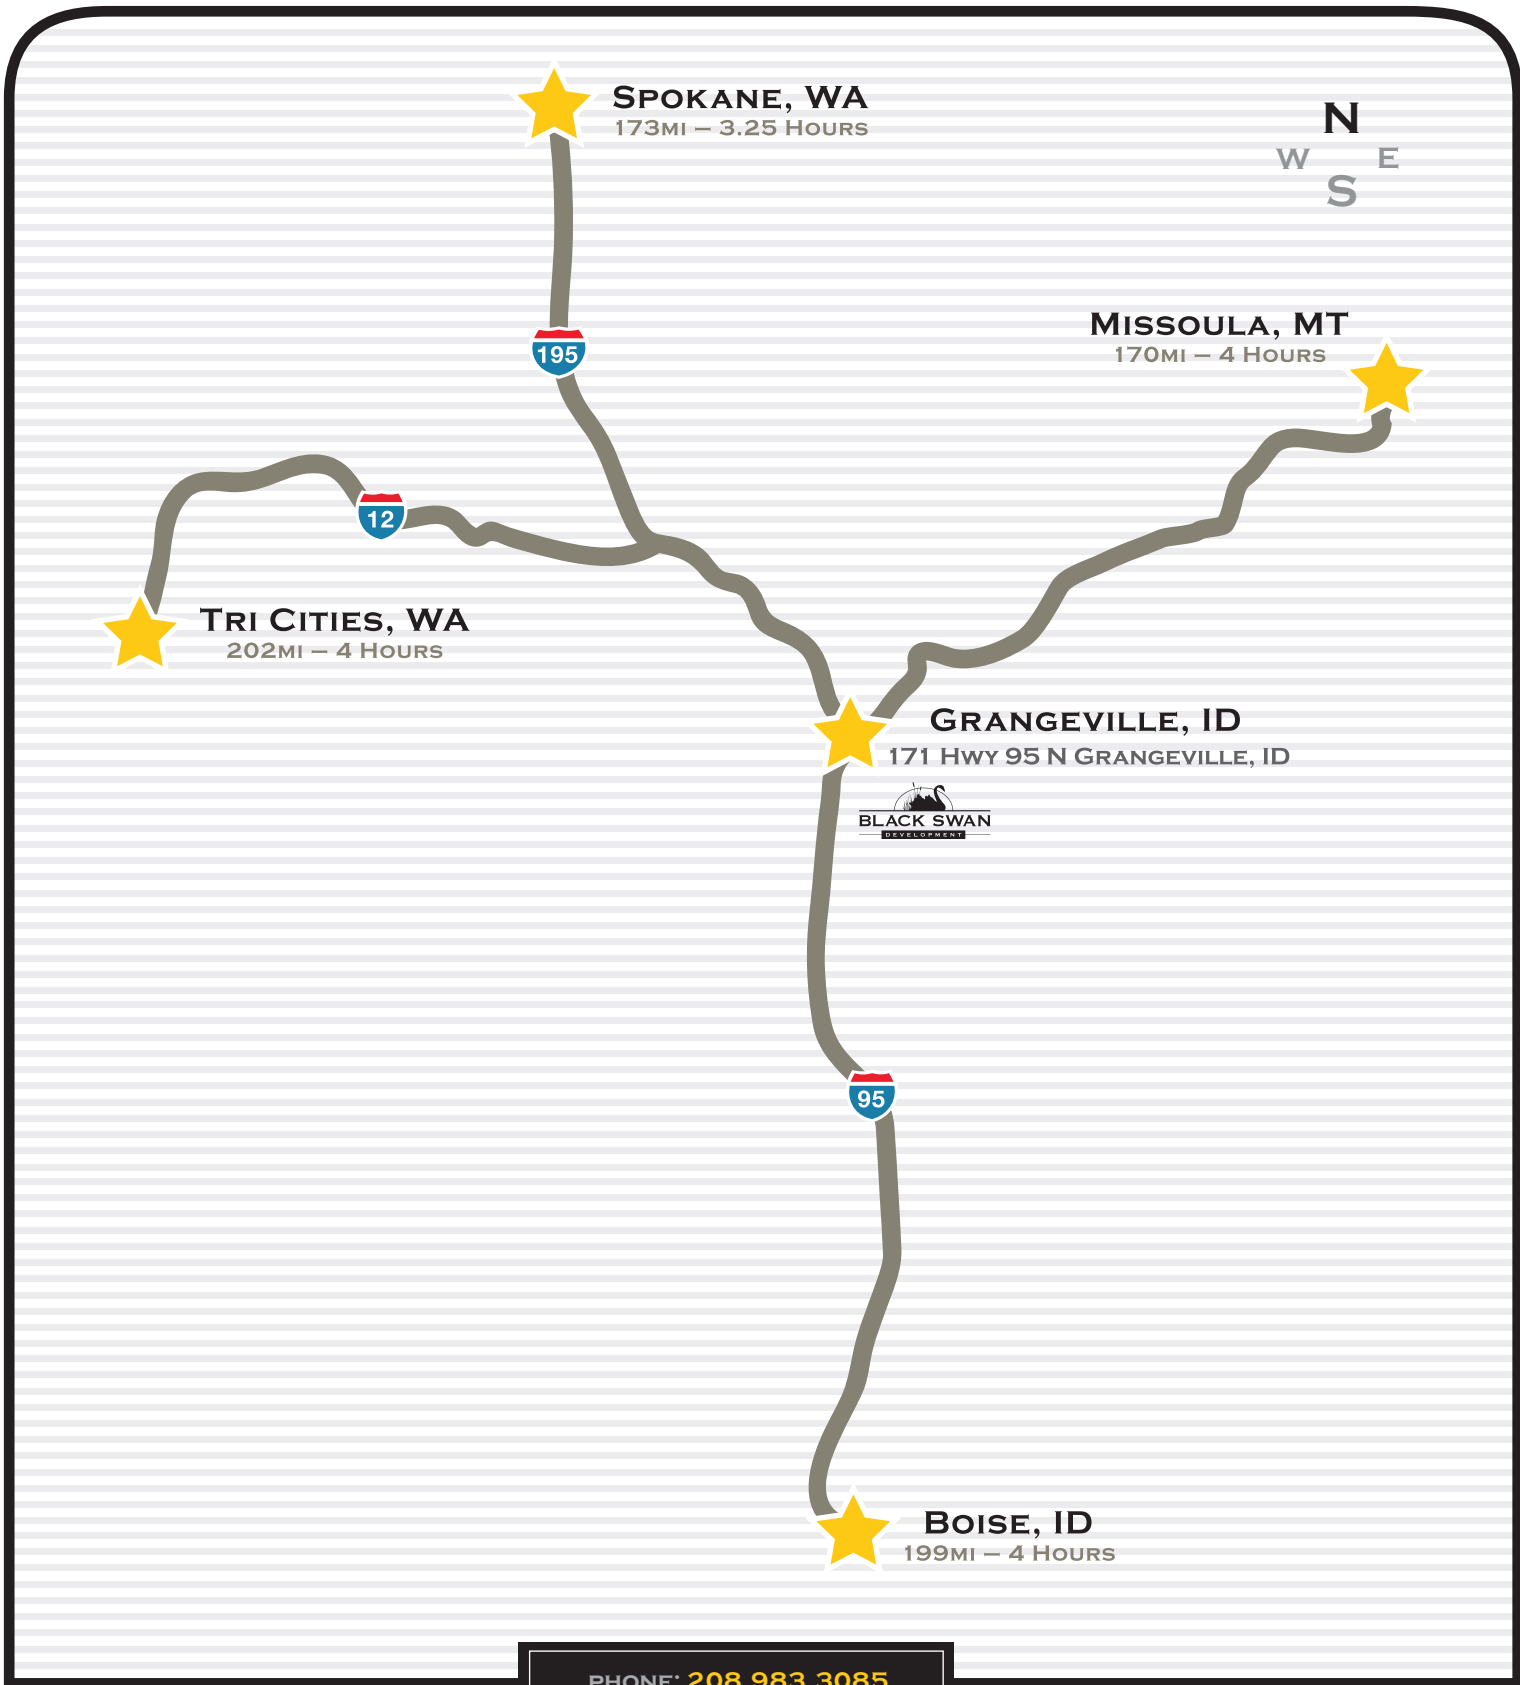 Spokane, WA
173mi – 3.25 Hours
N
W E
S
195
Missoula, MT
170mi – 4 Hours
12
Tri Cities, WA
202mi – 4 Hours
Grangeville, ID
171 Hwy 95 N Grangeville, ID
BLACK SWAN
DEVELOPMENT
95
Boise, ID
199mi – 4 Hours
PHONE: 208.983.3085